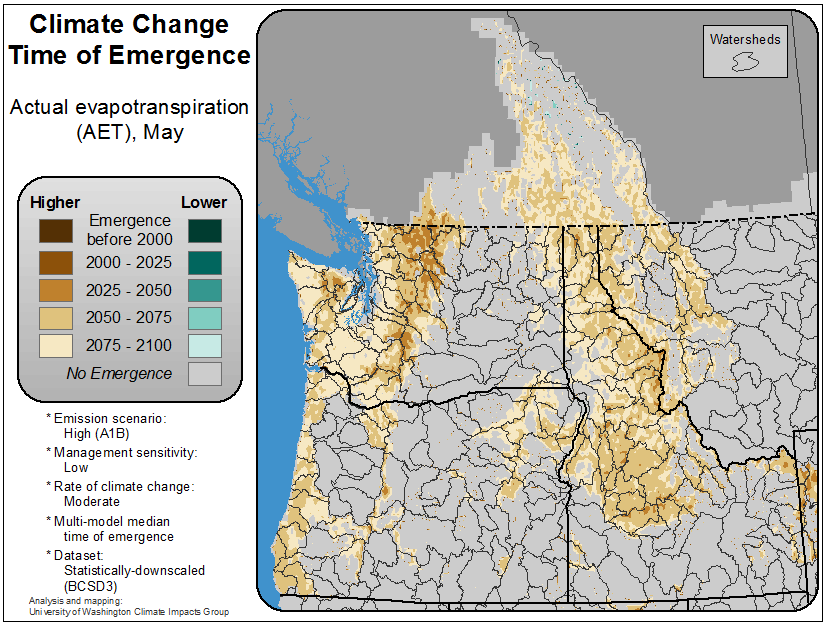 Climate Change
Time of Emergence
Actual evapotranspiration
(AET), May
Higher
Lower
Emergence
before 2000
2000 - 2025
2025 - 2050
2050 - 2075
2075 - 2100
No Emergence
* Emission scenario:
High (A1B)
* Management sensitivity:
Low
* Rate of climate change:
Moderate
* Multi-model median
time of emergence
* Dataset:
Statistically-downscaled
(BCSD3)
Analysis and mapping:
University of Washington Climate Impacts Group
Watersheds